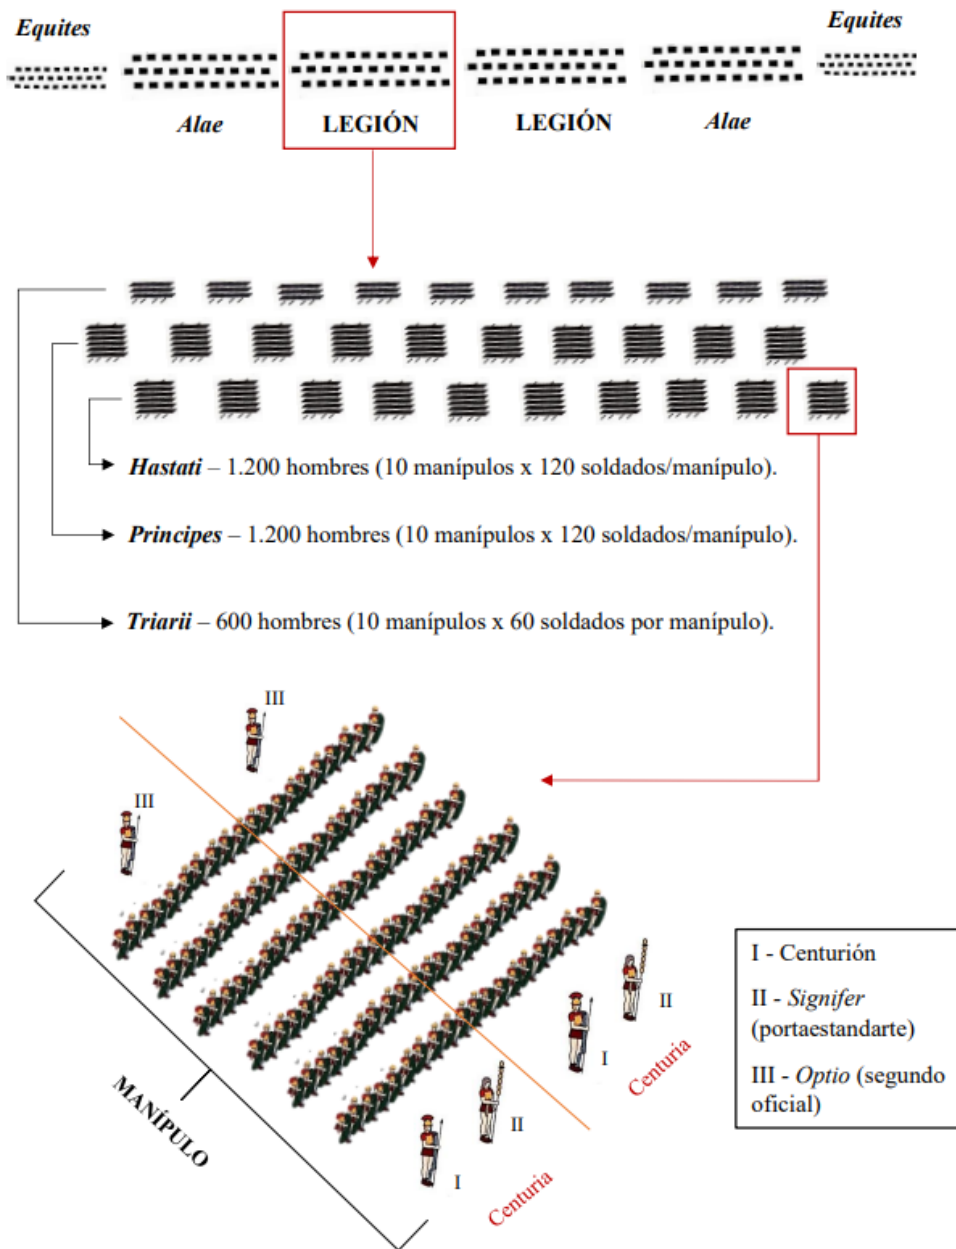 Equites
Equites
Alae
LEGIÓN
LEGIÓN
Alae
Hastati – 1.200 hombres (10 manípulos x 120 soldados/manípulo).
Principes – 1.200 hombres (10 manípulos x 120 soldados/manípulo).
Triarii – 600 hombres (10 manípulos x 60 soldados por manípulo).
III
III
I - Centurión
II - Signifer
(portaestandarte)
III - Optio (segundo
oficial)
II
I
Centuria
II
I
Centuria
MANÍPULO